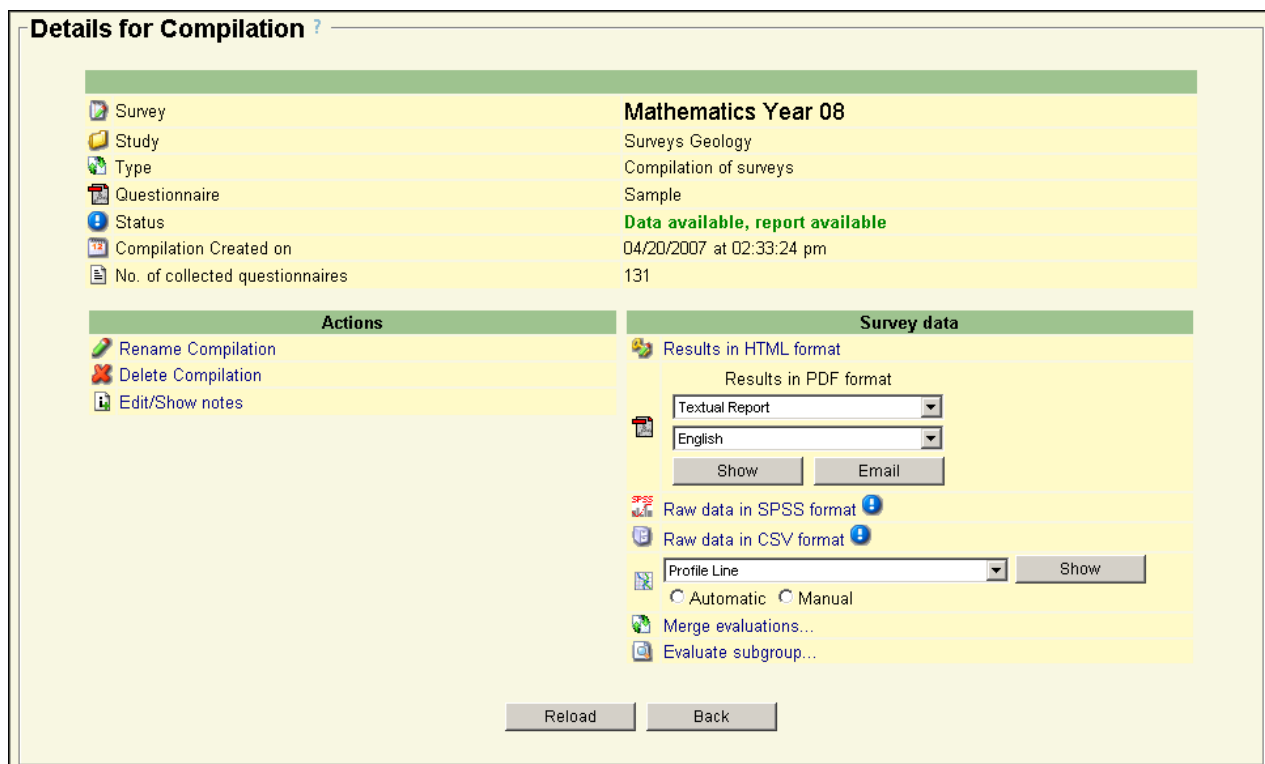 Details for Compilation ?
Survey Mathematics Year 08
Study Surveys Geology
Type Compilation of surveys
Questionnaire Sample
Status Data available, report available
12 Compilation Created on 04/20/2007 at 02:33:24 pm
No. of collected questionnaires 131
Actions
Rename Compilation
Delete Compilation
Edit/Show notes
Survey data
Results in HTML format
Results in PDF format
Textual Report
English
Show Email
SPSS Raw data in SPSS format
Raw data in CSV format
Profile Line Show
Automatic Manual
Merge evaluations...
Evaluate subgroup...
Reload Back